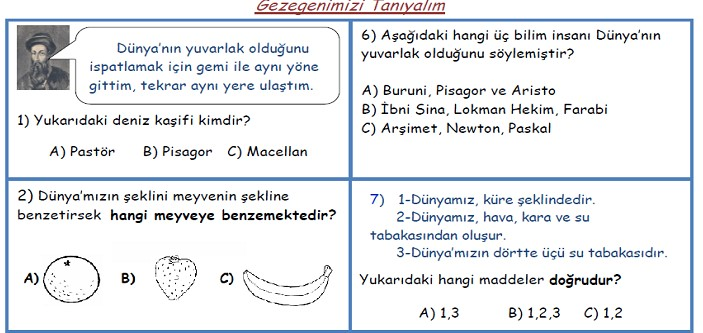 Gezegenimizi Tanıyalım
Dünya'nın yuvarlak olduğunu
ispatlamak için gemi ile aynı yöne
gittim, tekrar aynı yere ulaştım.
1) Yukarıdaki deniz kaşifi kimdir?
A) Pastör B) Pisagor C) Macellan
2) Dünya'mızın şeklini meyvenin şekline
benzetirsek hangi meyveye benzemektedir?
A) B) C)
6) Aşağıdaki hangi üç bilim insanı Dünya'nın
yuvarlak olduğunu söylemiştir?
A) Buruni, Pisagor ve Aristo
B) İbni Sina, Lokman Hekim, Farabi
C) Arşimet, Newton, Paskal
7) 1-Dünyamız, küre şeklindedir.
2-Dünyamız, hava, kara ve su
tabakasından oluşur.
3-Dünya'mızın dörtte üçü su tabakasıdır.
Yukarıdaki hangi maddeler doğrudur?
A) 1,3 B) 1,2,3 C) 1,2